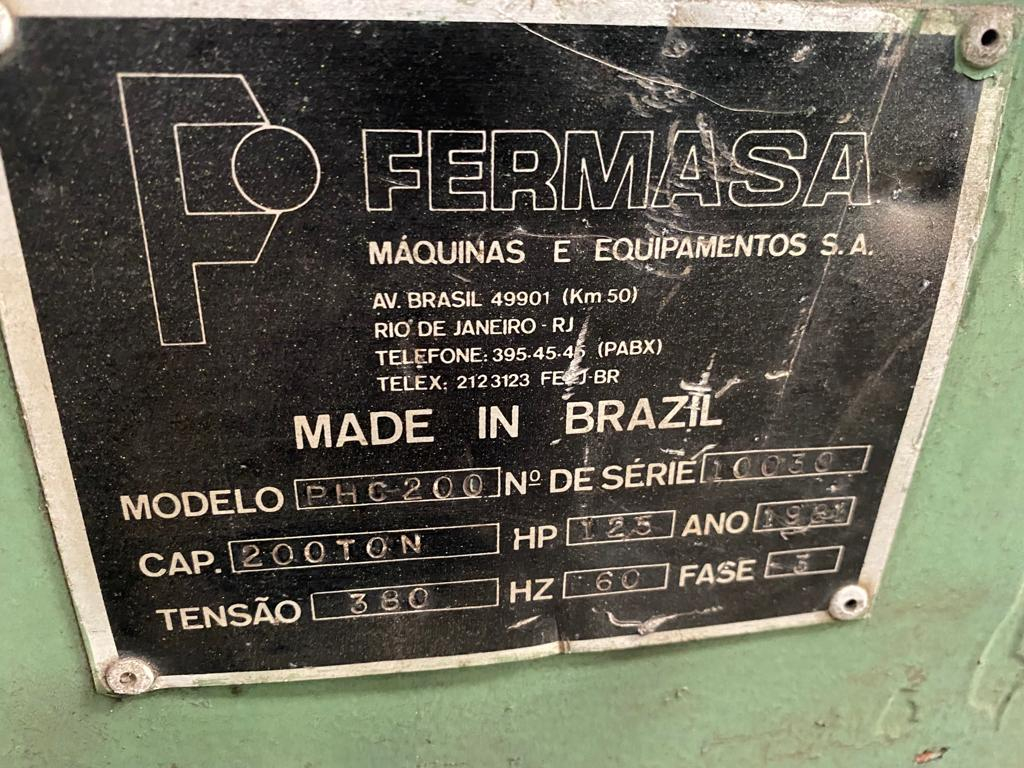 FERMASA
MÁQUINAS E EQUIPAMENTOS S.A.
AV. BRASIL 49901 (Km 50)
RIO DE JANEIRO - RJ
TELEFONE: 395-45-45 (PABX)
TELEX: 2123123 BR
MADE IN BRAZIL
MODELO PHC-200 Nº DE SÉRIE 10030
CAP. 200TON HP 125 ANO
TENSÃO 380 HZ 60 FASE 3